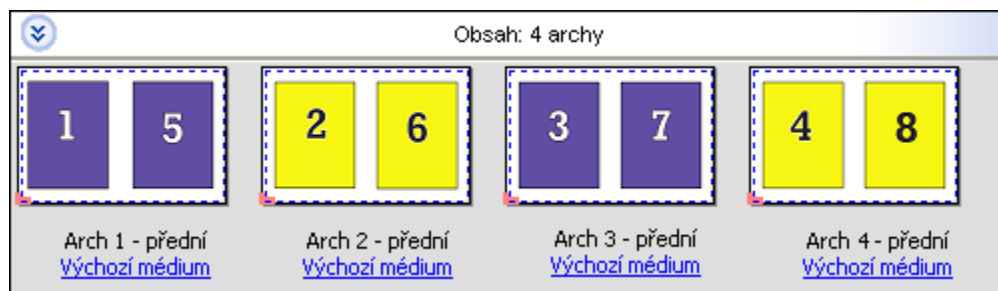 Obsah: 4 archy
1 5 2 6 3 7 4 8
Arch 1 - přední Arch 2 - přední Arch 3 - přední Arch 4 - přední
Výchozí médium Výchozí médium Výchozí médium Výchozí médium